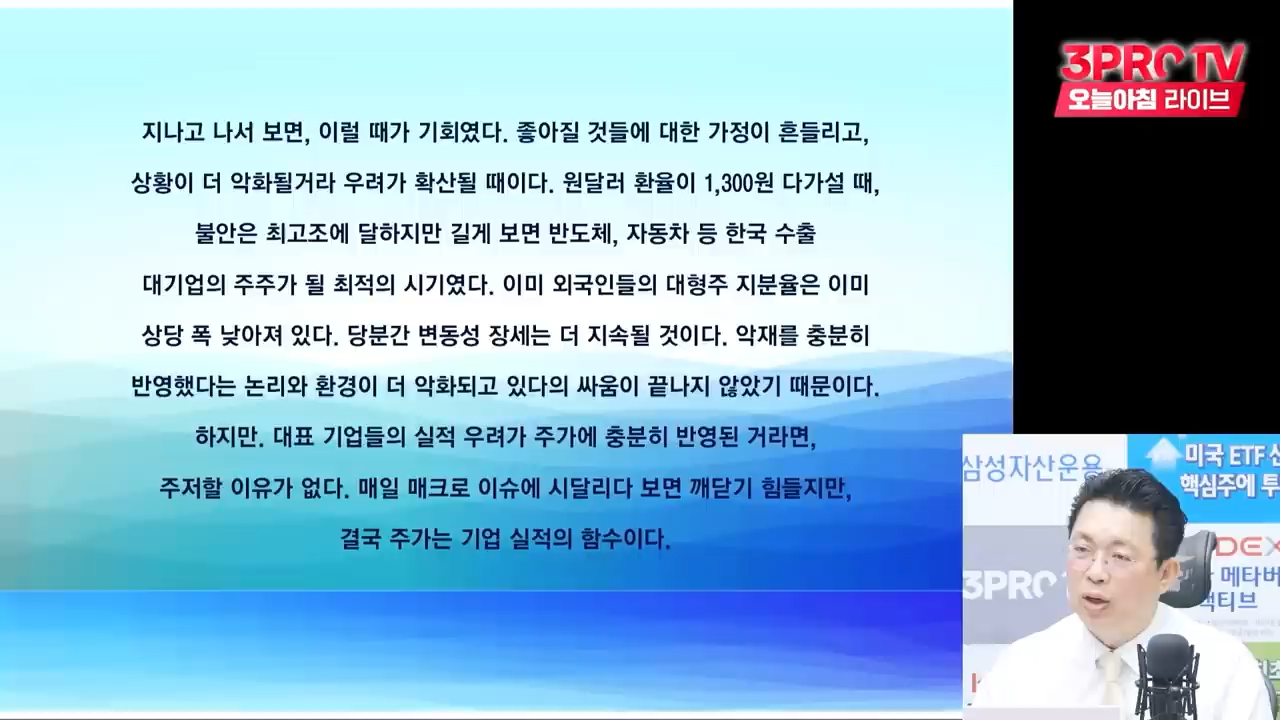 지나고 나서 보면, 이럴 때가 기회였다. 좋아질 것들에 대한 가정이 흔들리고,
상황이 더 악화될거라 우려가 확산될 때이다. 원달러 환율이 1,300원 다가설 때,
불안은 최고조에 달하지만 길게 보면 반도체, 자동차 등 한국 수출
대기업의 주주가 될 최적의 시기였다. 이미 외국인들의 대형주 지분율은 이미
상당 폭 낮아져 있다. 당분간 변동성 장세는 더 지속될 것이다. 악재를 충분히
반영했다는 논리와 환경이 더 악화되고 있다의 싸움이 끝나지 않았기 때문이다.
하지만. 대표 기업들의 실적 우려가 주가에 충분히 반영된 거라면,
주저할 이유가 없다. 매일 매크로 이슈에 시달리다 보면 깨닫기 힘들지만,
결국 주가는 기업 실적의 함수이다.
3PRO TV
오늘아침 라이브
삼성자산운용
미국 ETF
핵심주에
3PRO
메타버
액티브